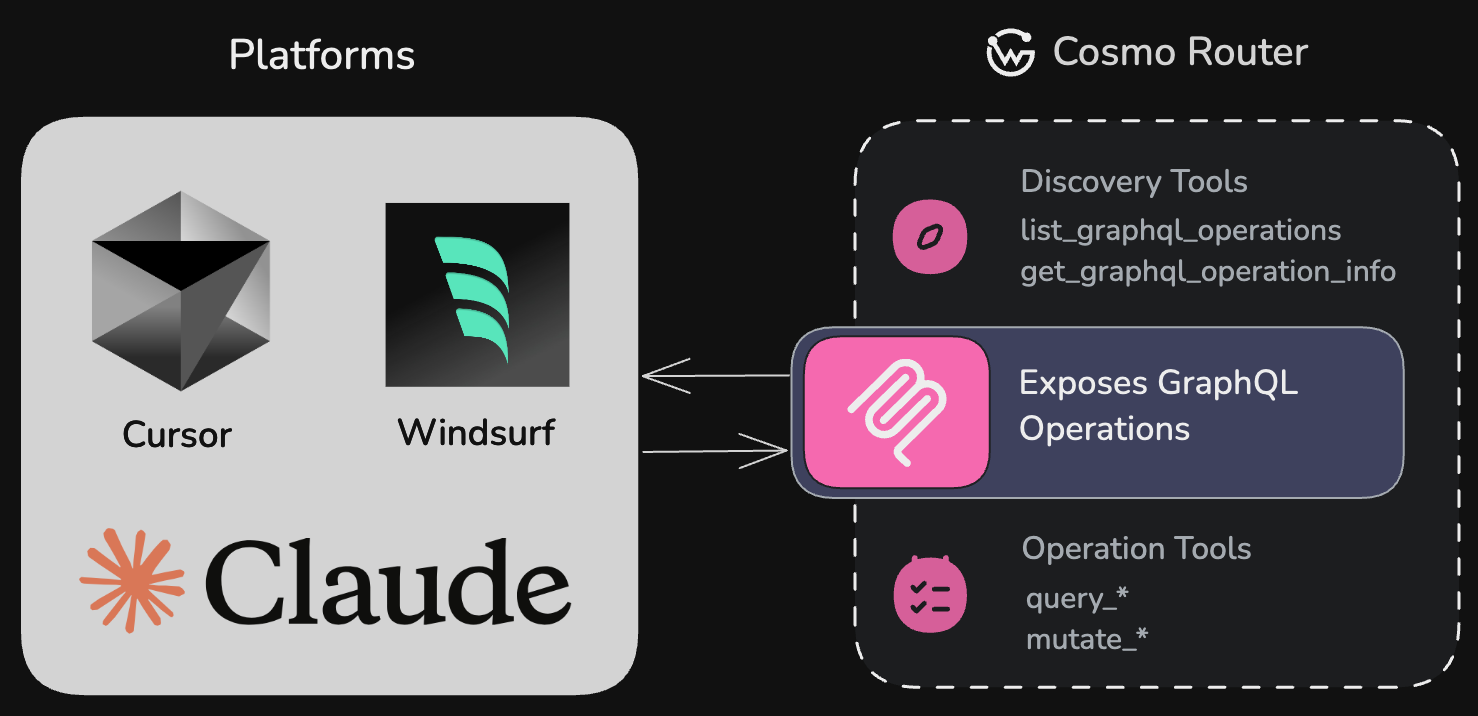 Platforms
Cursor
Windsurf
Claude
Cosmo Router
Discovery Tools
list_graphql_operations
get_graphql_operation_info
Exposes GraphQL
Operations
Operation Tools
query_*
mutate_*